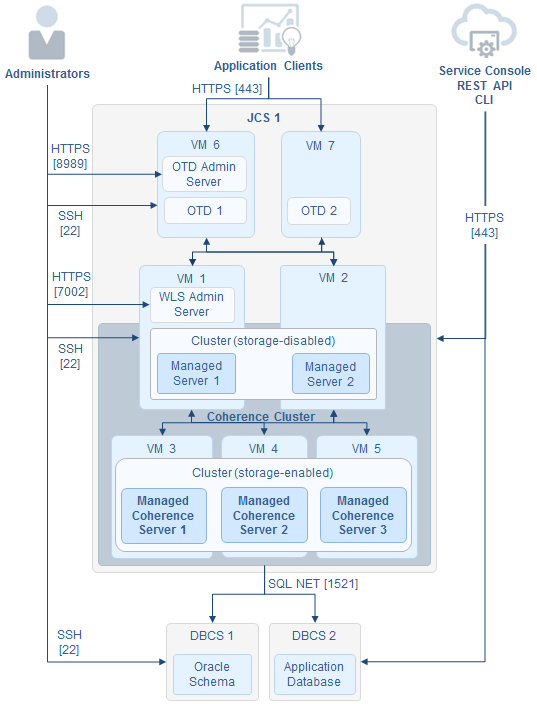 Administrators
Application Clients
Service Console
REST API
CLI
HTTPS [443]
JCS 1
VM 6
VM 7
HTTPS
[8989]
OTD Admin
Server
OTD 1
OTD 2
SSH
[22]
HTTPS
[443]
HTTPS
[7002]
VM 1
VM 2
WLS Admin
Server
SSH
[22]
Cluster (storage-disabled)
Managed
Server 1
Managed
Server 2
Coherence Cluster
VM 3
VM 4
VM 5
Cluster (storage-enabled)
Managed
Coherence
Server 1
Managed
Coherence
Server 2
Managed
Coherence
Server 3
SQL NET [1521]
SSH
[22]
DBCS 1
DBCS 2
Oracle
Schema
Application
Database